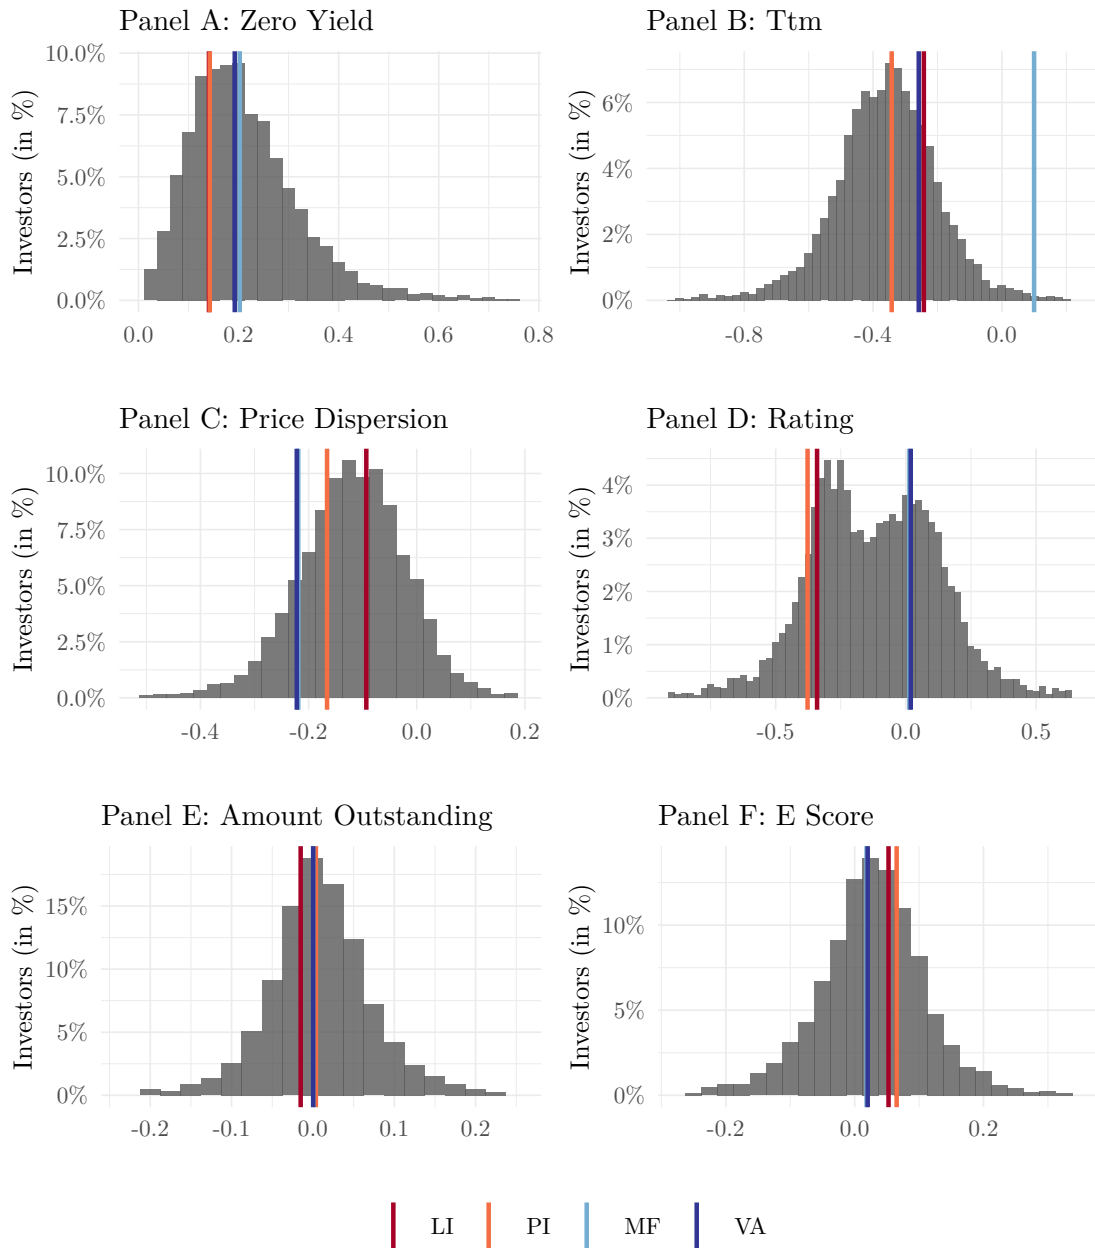 Panel A: Zero Yield
Investors (in %)
10.0%
7.5%
5.0%
2.5%
0.0%
0.0 0.2 0.4 0.6 0.8
Panel B: Ttm
Investors (in %)
6%
4%
2%
0%
-0.8 -0.4 0.0
Panel C: Price Dispersion
Investors (in %)
10.0%
7.5%
5.0%
2.5%
0.0%
-0.4 -0.2 0.0 0.2
Panel D: Rating
Investors (in %)
4%
3%
2%
1%
0%
-0.5 0.0 0.5
Panel E: Amount Outstanding
Investors (in %)
15%
10%
5%
0%
-0.2 -0.1 0.0 0.1 0.2
Panel F: E Score
Investors (in %)
10%
5%
0%
-0.2 0.0 0.2
LI PI MF VA